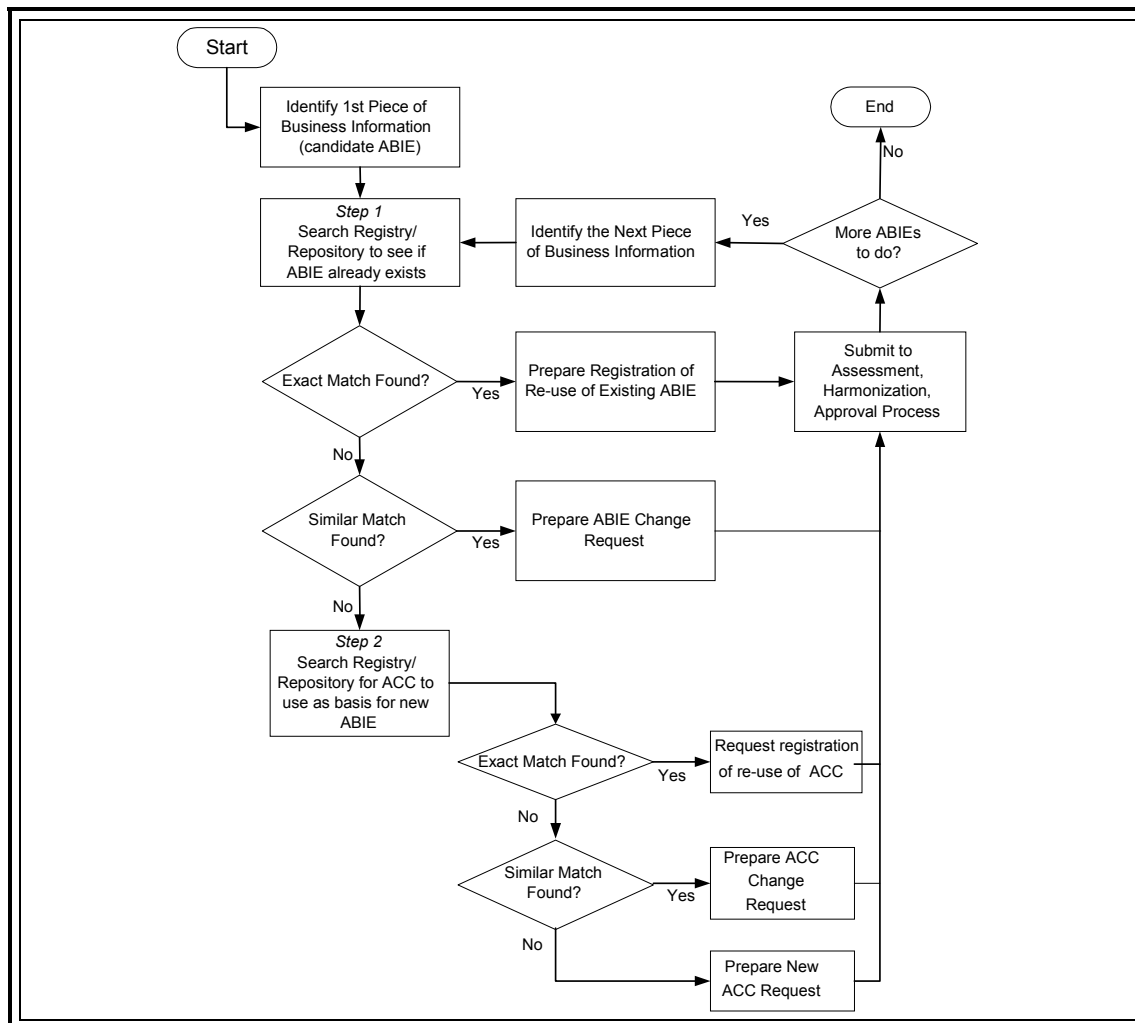 Start
Identify 1st Piece of
Business Information
(candidate ABIE)
End
No
Step 1
Search Registry/
Repository to see if
ABIE already exists
Identify the Next Piece
of Business Information
Yes
More ABIEs
to do?
Exact Match Found?
Yes
Prepare Registration of
Re-use of Existing ABIE
Submit to
Assessment,
Harmonization,
Approval Process
No
Similar Match
Found?
Yes
Prepare ABIE Change
Request
No
Step 2
Search Registry/
Repository for ACC to
use as basis for new
ABIE
Exact Match Found?
Yes
Request registration
of re-use of ACC
No
Similar Match
Found?
Yes
Prepare ACC
Change
Request
No
Prepare New
ACC Request